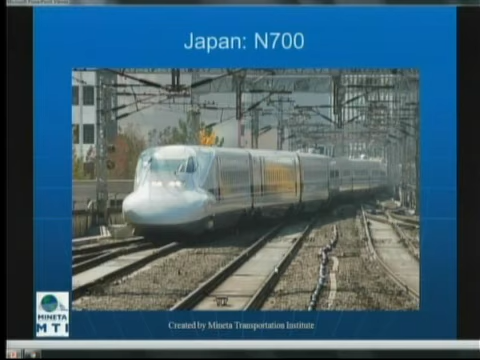 Japan: N700
MINETA
MTI
Created by Mineta Transportation Institute